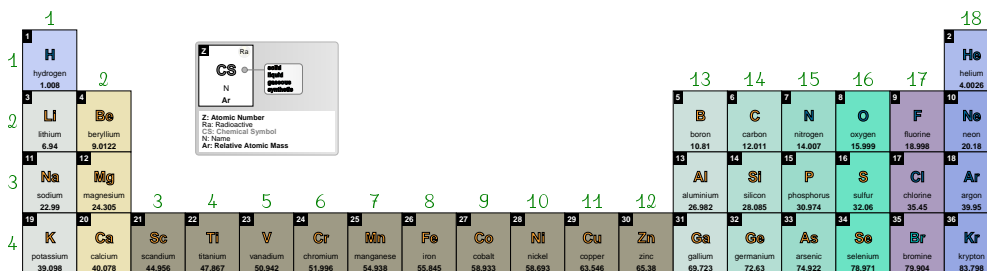 1 18
1 2
H He
hydrogen helium
1.008 4.0026
1
Z Ra
CS solid
liquid
gaseous
synthetic
N
Ar
Z: Atomic Number
Ra: Radioactive
CS: Chemical Symbol
N: Name
Ar: Relative Atomic Mass
2 13 14 15 16 17
3 4 5 6 7 8 9 10
Li Be B C N O F Ne
lithium beryllium boron carbon nitrogen oxygen fluorine neon
6.94 9.0122 10.81 12.011 14.007 15.999 18.998 20.18
2
11 12 13 14 15 16 17 18
Na Mg Al Si P S Cl Ar
sodium magnesium aluminium silicon phosphorus sulfur chlorine argon
22.99 24.305 26.982 28.085 30.974 32.06 35.45 39.95
3
3 4 5 6 7 8 9 10 11 12
19 20 21 22 23 24 25 26 27 28 29 30 31 32 33 34 35 36
K Ca Sc Ti V Cr Mn Fe Co Ni Cu Zn Ga Ge As Se Br Kr
potassium calcium scandium titanium vanadium chromium manganese iron cobalt nickel copper zinc gallium germanium arsenic selenium bromine krypton
39.098 40.078 44.956 47.867 50.942 51.996 54.938 55.845 58.933 58.693 63.546 65.38 69.723 72.63 74.922 78.971 79.904 83.798
4